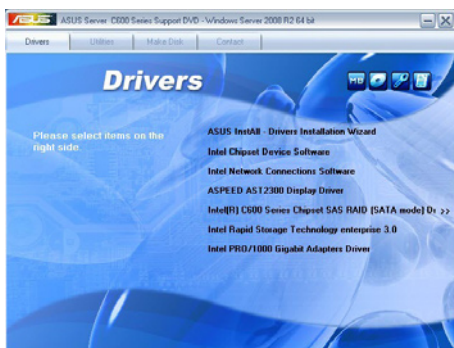 ASUS ASUS Server C600 Series Support DVD - Windows Server 2008 R2 64 bit
Drivers Utilities Make Disk Contact
Drivers
MB
Please select items on the
right side.
ASUS InstAll - Drivers Installation Wizard
Intel Chipset Device Software
Intel Network Connections Software
ASPEED AST2300 Display Driver
Intel(R) C600 Series Chipset SAS RAID (SATA mode) Dr >>
Intel Rapid Storage Technology enterprise 3.0
Intel PRO/1000 Gigabit Adapters Driver